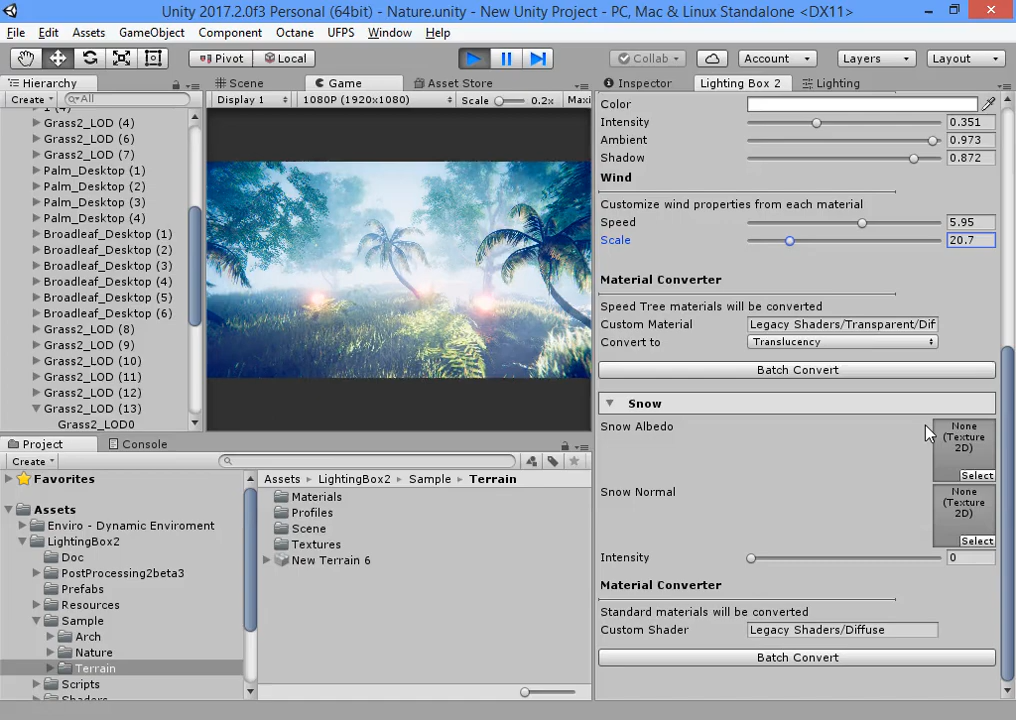 Unity 2017.2.0f3 Personal (64bit) - Nature.unity - New Unity Project - PC, Mac & Linux Standalone <DX11>
File Edit Assets GameObject Component Octane UFPS Window Help
Pivot Local Collab Account Layers Layout
Hierarchy
Create All
Grass2_LOD (4)
Grass2_LOD (6)
Grass2_LOD (7)
Palm_Desktop (1)
Palm_Desktop (2)
Palm_Desktop (3)
Palm_Desktop (4)
Broadleaf_Desktop (1)
Broadleaf_Desktop (2)
Broadleaf_Desktop (3)
Broadleaf_Desktop (4)
Broadleaf_Desktop (5)
Broadleaf_Desktop (6)
Grass2_LOD (8)
Grass2_LOD (9)
Grass2_LOD (10)
Grass2_LOD (11)
Grass2_LOD (12)
Grass2_LOD (13)
Grass2_LOD0
Scene Game Asset Store
Display 1 1080P (1920x1080) Scale 0.2x Maxi
Inspector Lighting Box 2 Lighting
Color
Intensity 0.351
Ambient 0.973
Shadow 0.872
Wind
Customize wind properties from each material
Speed 5.95
Scale 20.7
Material Converter
Speed Tree materials will be converted
Custom Material Legacy Shaders/Transparent/Dif
Convert to Translucency
Batch Convert
Snow
Snow Albedo None (Texture 2D) Select
Snow Normal None (Texture 2D) Select
Intensity 0
Material Converter
Standard materials will be converted
Custom Shader Legacy Shaders/Diffuse
Batch Convert
Project Console
Create
Favorites
Assets
Enviro - Dynamic Enviroment
LightingBox2
Doc
PostProcessing2beta3
Prefabs
Resources
Sample
Arch
Nature
Terrain
Scripts
Assets LightingBox2 Sample Terrain
Materials
Profiles
Scene
Textures
New Terrain 6